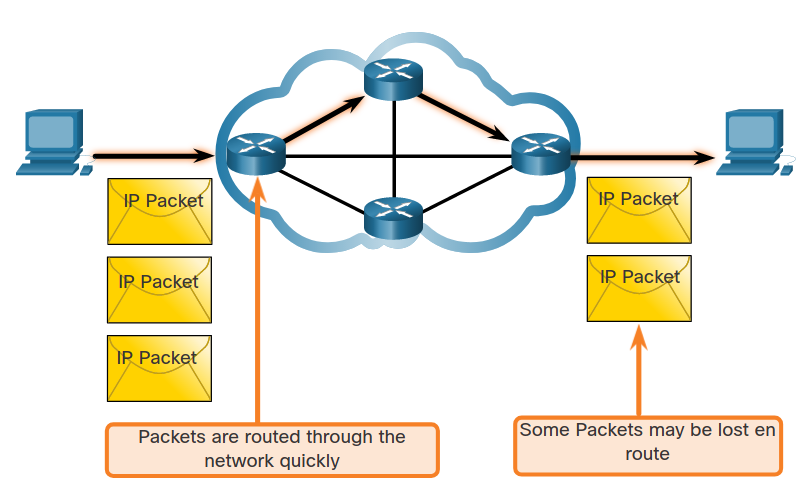 IP Packet
IP Packet
IP Packet
IP Packet
IP Packet
Packets are routed through the
network quickly
Some Packets may be lost en
route